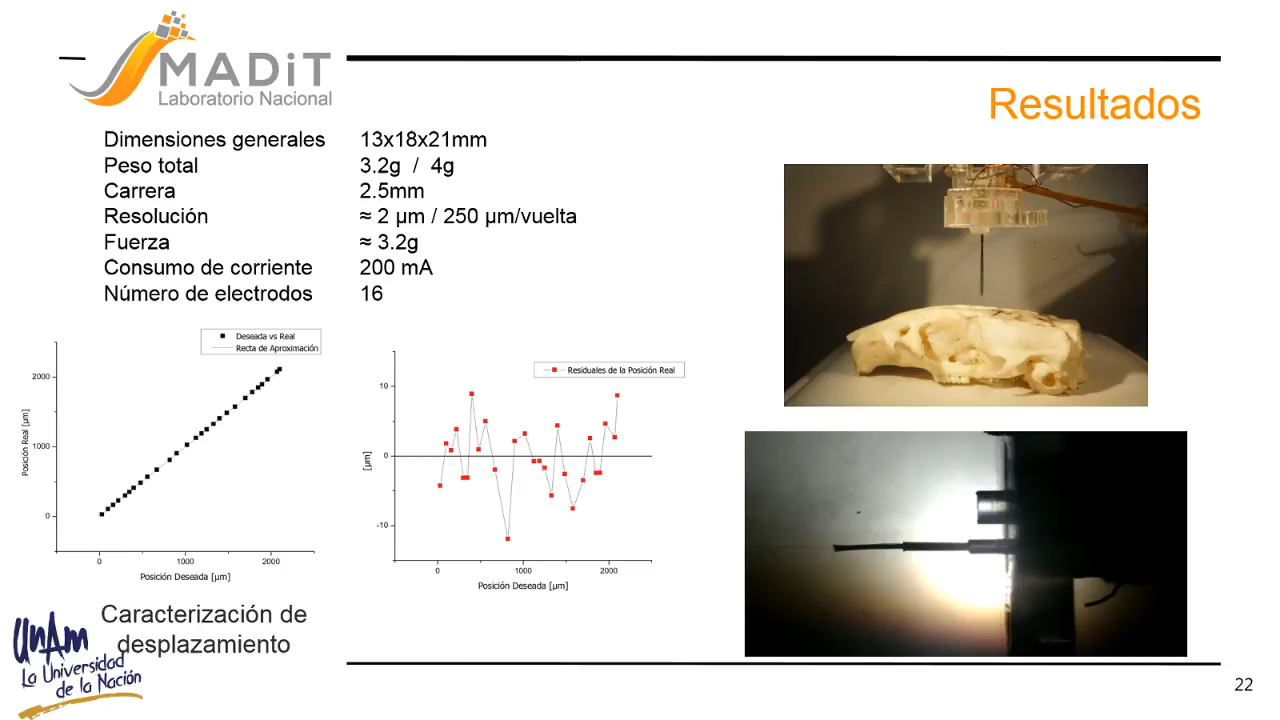 MADiT
Laboratorio Nacional
Resultados
Dimensiones generales 13x18x21mm
Peso total 3.2g / 4g
Carrera 2.5mm
Resolución ≈ 2 μm / 250 μm/vuelta
Fuerza ≈ 3.2g
Consumo de corriente 200 mA
Número de electrodos 16
Deseada vs Real
Recta de Aproximación
2000
1000
0
Posición Real [μm]
0 1000 2000
Posición Deseada [μm]
Residuales de la Posición Real
10
0
-10
[μm]
0 1000 2000
Posición Deseada [μm]
Caracterización de
desplazamiento
UNAM
La Universidad
de la Nación
22